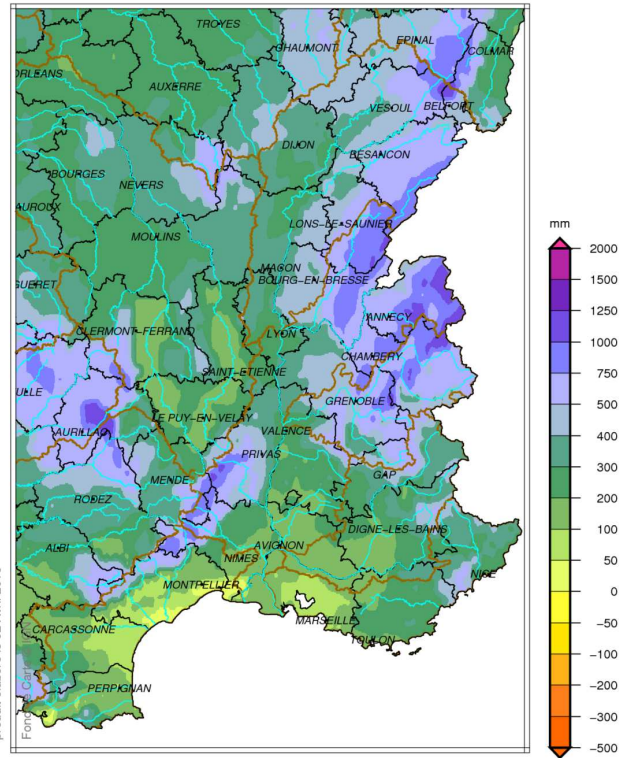 TROYES
CHAUMONT
EPINAL
COLMAR
ORLEANS
AUXERRE
VESOUL
BELFORT
DIJON
BESANCON
BOURGES
NEVERS
AUROUX
LONS-LE-SAUNIER
MOULINS
MACON
BOURG-EN-BRESSE
GUERET
ANNECY
CLERMONT-FERRAND
LYON
CHAMBERY
SAINT-ETIENNE
ULLE
GRENOBLE
LE PUY-EN-VELAY
AURILLAC
VALENCE
PRIVAS
MENDE
GAP
RODEZ
DIGNE-LES-BAINS
ALBI
AVIGNON
NIMES
NICE
MONTPELLIER
MARSEILLE
CARCASSONNE
TOULON
PERPIGNAN
mm
2000
1500
1250
1000
750
500
400
300
200
100
50
0
-50
-100
-200
-300
-500